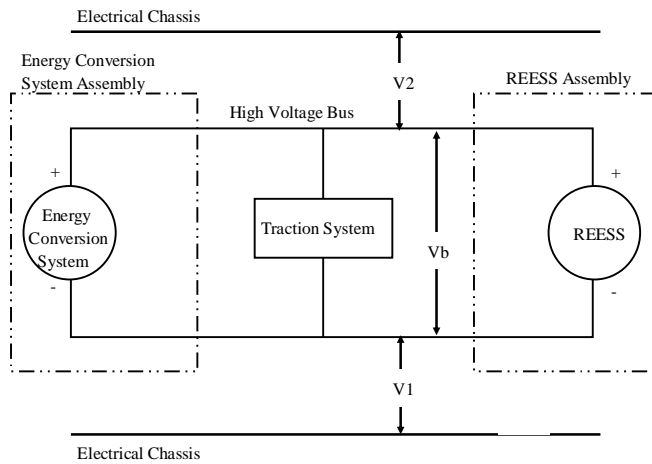 Electrical Chassis
Energy Conversion
System Assembly
V2
REESS Assembly
High Voltage Bus
+
+
Energy
Conversion
System
Traction System
Vb
REESS
-
-
V1
Electrical Chassis